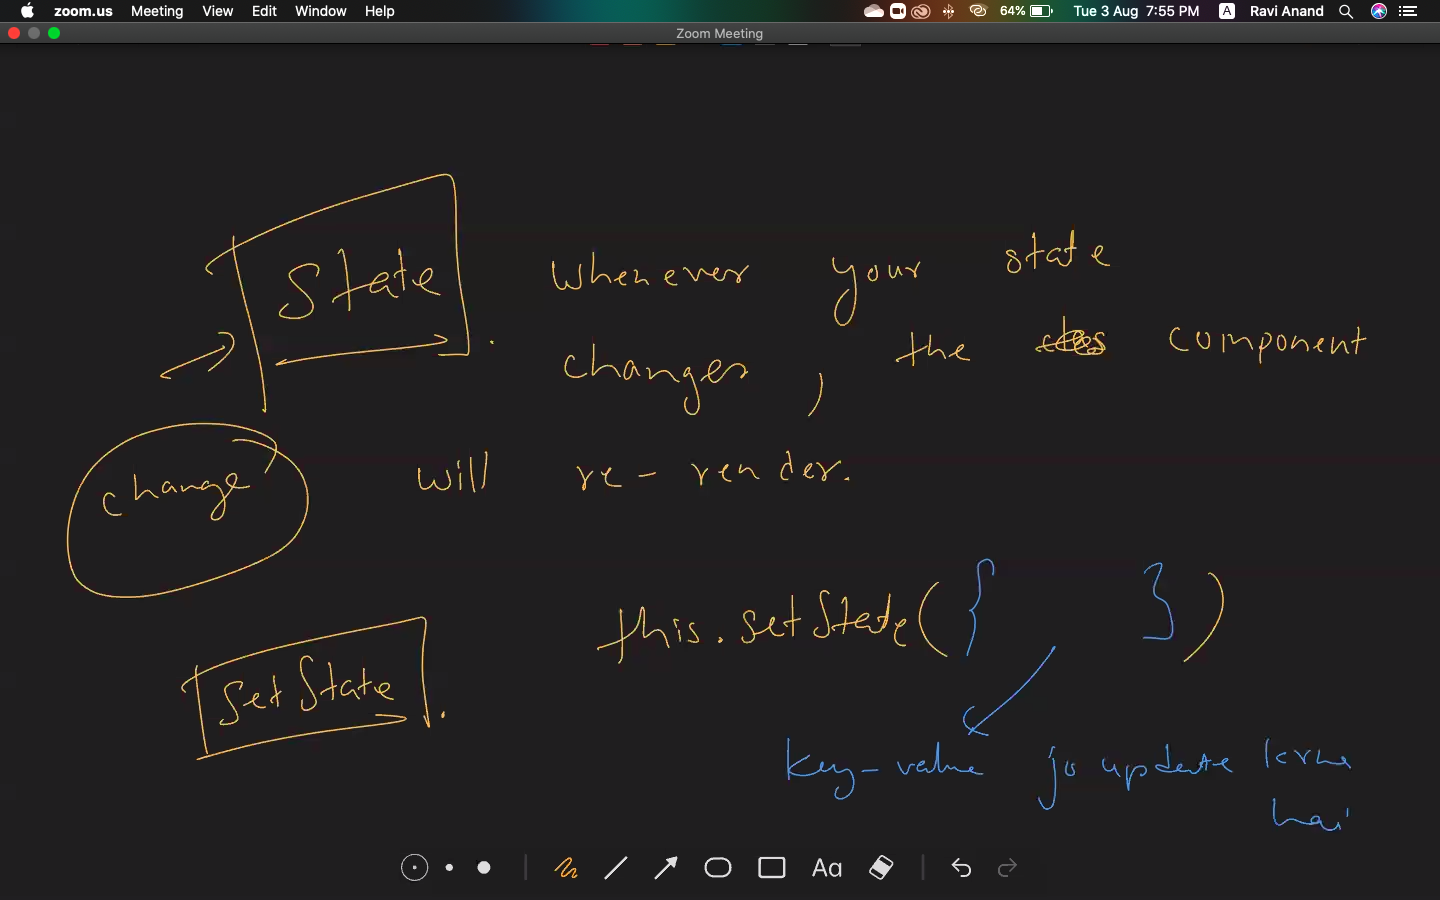 zoom.us Meeting View Edit Window Help 64% Tue 3 Aug 7:55 PM A Ravi Anand
Zoom Meeting
State whenever your state
changes, the component
change will re-render.
this.setState({ })
SetState.
key-value jo update krna
hai
Aa